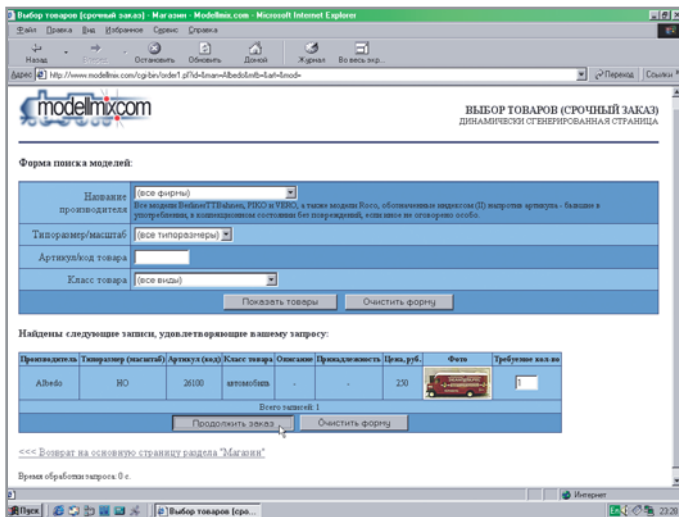 Выбор товаров (срочный заказ) - Магазин - Modellmix.com - Microsoft Internet Explorer
Файл Правка Вид Избранное Сервис Справка
Назад Вперед Остановить Обновить Домой Журнал Во весь экр...
Адрес http://www.modellmix.com/cgi-bin/order1.pl?id=&man=Albedo&mtb=&art=&mod= Переход Ссылки
modellmixcom
ВЫБОР ТОВАРОВ (СРОЧНЫЙ ЗАКАЗ)
ДИНАМИЧЕСКИ СГЕНЕРИРОВАННАЯ СТРАНИЦА
Форма поиска моделей:
Название производителя (все фирмы)
Все модели BerlinerTTBahnen, PIKO и VERO, а также модели Roco, обозначенные индексом (II) напротив артикула - бывшие в
употреблении, в коллекционном состоянии без повреждений, если иное не оговорено особо.
Типоразмер/масштаб (все типоразмеры)
Артикул/код товара
Класс товара (все виды)
Показать товары Очистить форму
Найдены следующие записи, удовлетворяющие вашему запросу:
Производитель Типоразмер (масштаб) Артикул (код) Класс товара Описание Принадлежность Цена, руб. Фото Требуемое кол-во
Albedo HO 26100 автомобиль - - 250 1
Всего записей: 1
Продолжить заказ Очистить форму
<<< Возврат на основную страницу раздела "Магазин"
Время обработки запроса: 0 с.
Интернет
Пуск Выбор товаров (сро... 23:20